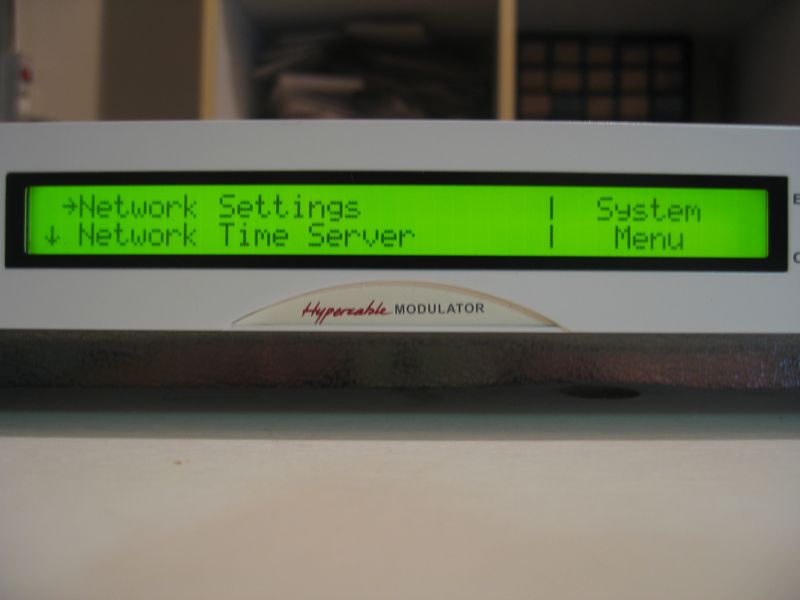 →Network Settings | System
↓ Network Time Server | Menu
Hypercable MODULATOR